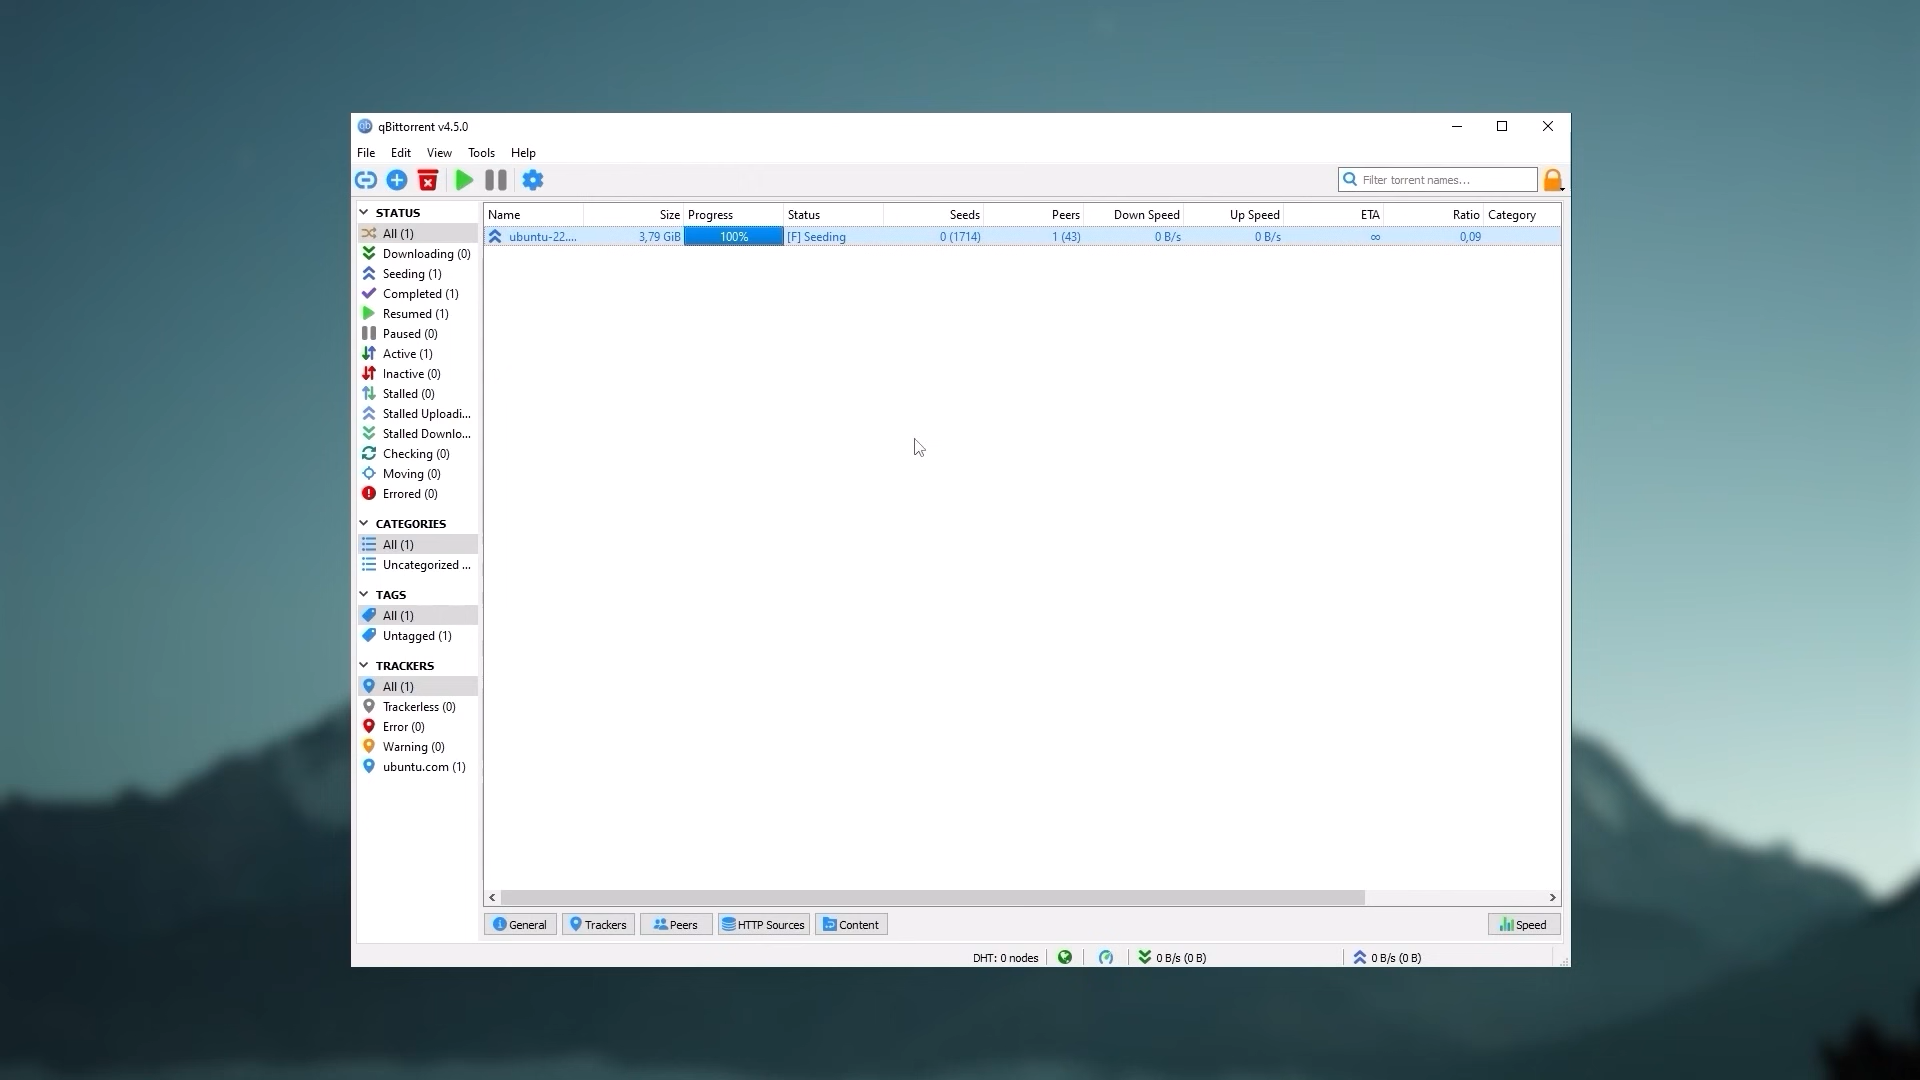 qBittorrent v4.5.0
File Edit View Tools Help
Filter torrent names...
STATUS
All (1)
Downloading (0)
Seeding (1)
Completed (1)
Resumed (1)
Paused (0)
Active (1)
Inactive (0)
Stalled (0)
Stalled Uploadi...
Stalled Downlo...
Checking (0)
Moving (0)
Errored (0)
CATEGORIES
All (1)
Uncategorized ...
TAGS
All (1)
Untagged (1)
TRACKERS
All (1)
Trackerless (0)
Error (0)
Warning (0)
ubuntu.com (1)
Name Size Progress Status Seeds Peers Down Speed Up Speed ETA Ratio Category
ubuntu-22.... 3,79 GiB 100% [F] Seeding 0 (1714) 1 (43) 0 B/s 0 B/s ∞ 0,09
General Trackers Peers HTTP Sources Content Speed
DHT: 0 nodes 0 B/s (0 B) 0 B/s (0 B)